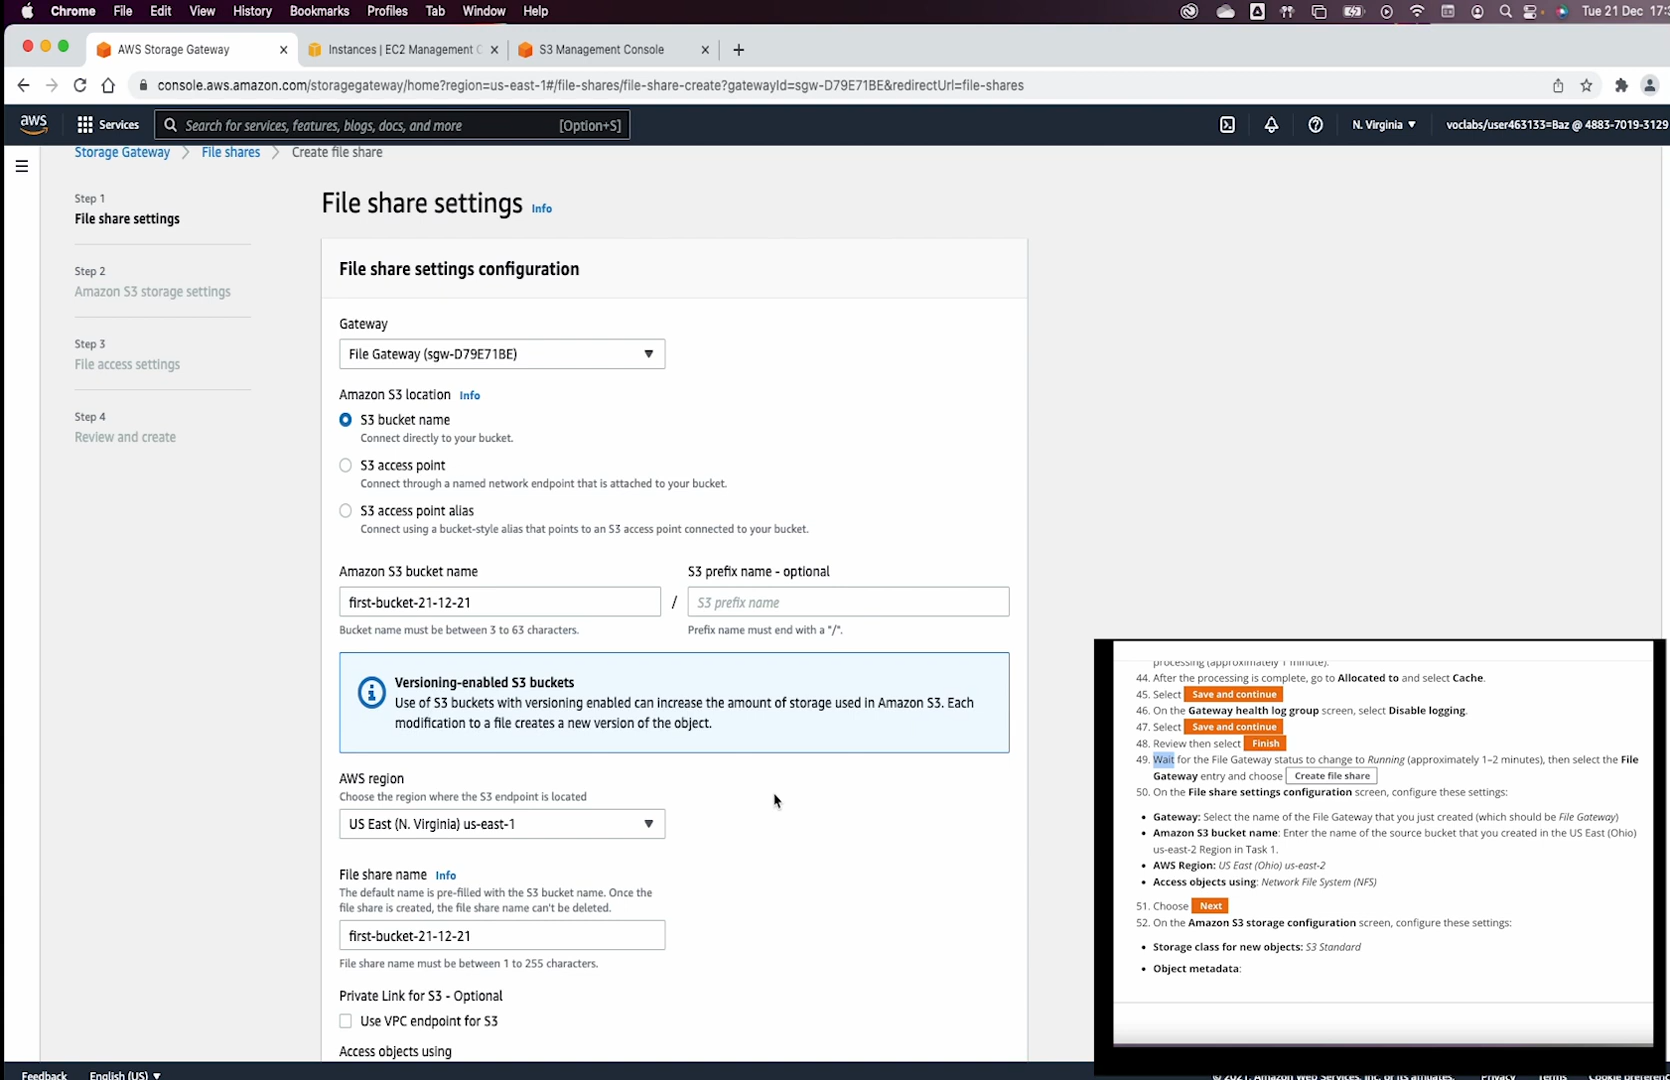 Chrome File Edit View History Bookmarks Profiles Tab Window Help Tue 21 Dec
AWS Storage Gateway Instances | EC2 Management S3 Management Console
console.aws.amazon.com/storagegateway/home?region=us-east-1#/file-shares/file-share-create?gatewayId=sgw-D79E71BE&redirectUrl=file-shares
aws Services Search for services, features, blogs, docs, and more [Option+S] N. Virginia voclabs/user463133=Baz @ 4883-7019-3129
Storage Gateway File shares Create file share
Step 1
File share settings
Step 2
Amazon S3 storage settings
Step 3
File access settings
Step 4
Review and create
File share settings Info
File share settings configuration
Gateway
File Gateway (sgw-D79E71BE)
Amazon S3 location Info
S3 bucket name
Connect directly to your bucket.
S3 access point
Connect through a named network endpoint that is attached to your bucket.
S3 access point alias
Connect using a bucket-style alias that points to an S3 access point connected to your bucket.
Amazon S3 bucket name S3 prefix name - optional
first-bucket-21-12-21 / S3 prefix name
Bucket name must be between 3 to 63 characters. Prefix name must end with a "/".
Versioning-enabled S3 buckets
Use of S3 buckets with versioning enabled can increase the amount of storage used in Amazon S3. Each
modification to a file creates a new version of the object.
AWS region
Choose the region where the S3 endpoint is located
US East (N. Virginia) us-east-1
File share name Info
The default name is pre-filled with the S3 bucket name. Once the
file share is created, the file share name can't be deleted.
first-bucket-21-12-21
File share name must be between 1 to 255 characters.
Private Link for S3 - Optional
Use VPC endpoint for S3
Access objects using
processing (approximately 1 minute).
44. After the processing is complete, go to Allocated to and select Cache.
45. Select Save and continue
46. On the Gateway health log group screen, select Disable logging.
47. Select Save and continue
48. Review then select Finish
49. Wait for the File Gateway status to change to Running (approximately 1–2 minutes), then select the File
Gateway entry and choose Create file share
50. On the File share settings configuration screen, configure these settings:
• Gateway: Select the name of the File Gateway that you just created (which should be File Gateway)
• Amazon S3 bucket name: Enter the name of the source bucket that you created in the US East (Ohio)
us-east-2 Region in Task 1.
• AWS Region: US East (Ohio) us-east-2
• Access objects using: Network File System (NFS)
51. Choose Next
52. On the Amazon S3 storage configuration screen, configure these settings:
• Storage class for new objects: S3 Standard
• Object metadata:
Feedback English (US) © 2021, Amazon Web Services, Inc. or its affiliates. Privacy Terms Cookie